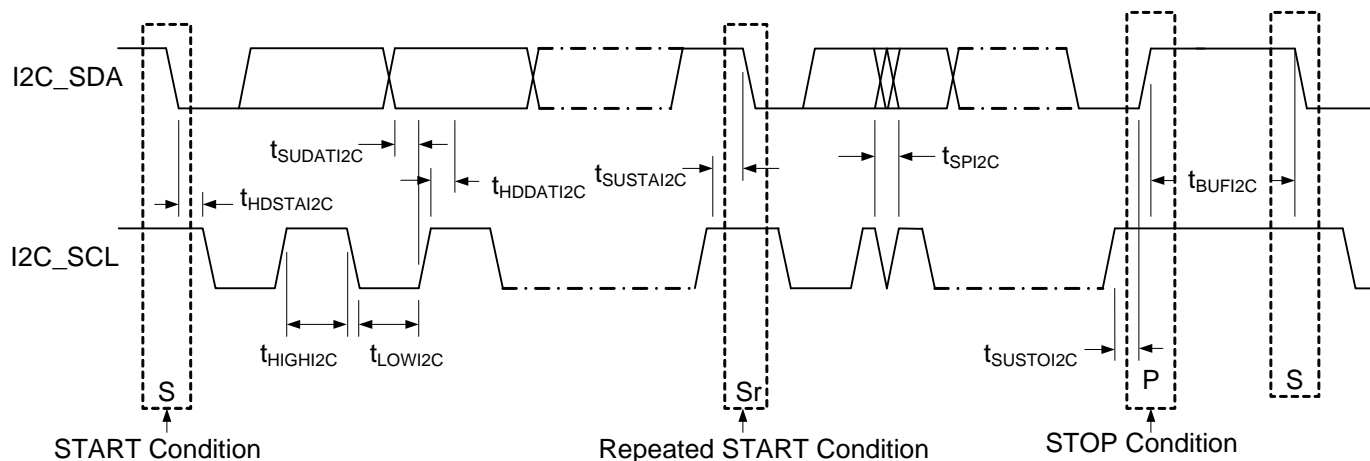 I2C_SDA
tSUDATI2C
tSPI2C
tSUSTAI2C
tHDDATI2C
tBUFI2C
tHDSTAI2C
I2C_SCL
tHIGHI2C
tLOWI2C
tSUSTOI2C
S
Sr
P
S
START Condition
Repeated START Condition
STOP Condition